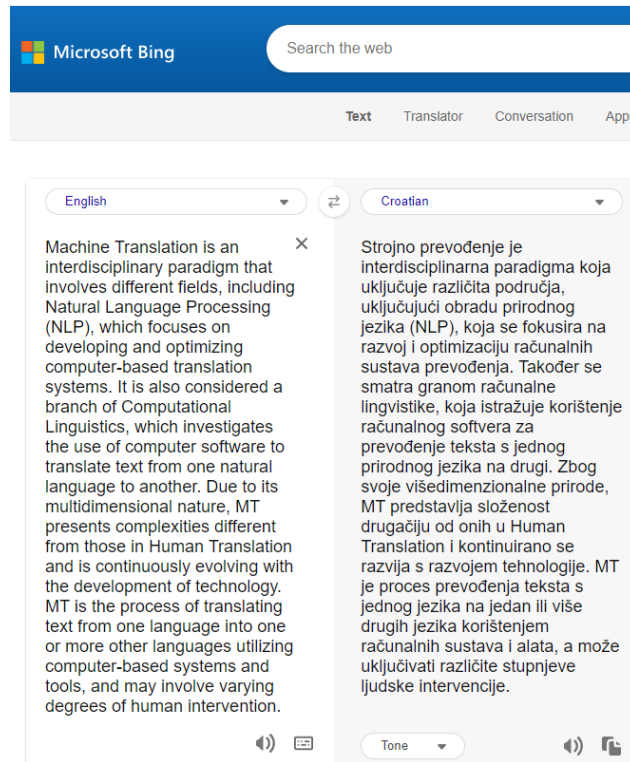 Microsoft Bing
Search the web
Text
Translator
Conversation
English
Croatian
Machine Translation is an
interdisciplinary paradigm that
involves different fields, including
Natural Language Processing
(NLP), which focuses on
developing and optimizing
computer-based translation
systems. It is also considered a
branch of Computational
Linguistics, which investigates
the use of computer software to
translate text from one natural
language to another. Due to its
multidimensional nature, MT
presents complexities different
from those in Human Translation
and is continuously evolving with
the development of technology.
MT is the process of translating
text from one language into one
or more other languages utilizing
computer-based systems and
tools, and may involve varying
degrees of human intervention.
Strojno prevođenje je
interdisciplinarna paradigma koja
uključuje različita područja,
uključujući obradu prirodnog
jezika (NLP), koja se fokusira na
razvoj i optimizaciju računalnih
sustava prevođenja. Također se
smatra granom računalne
lingvistike, koja istražuje korištenje
računalnog softvera za
prevođenje teksta s jednog
prirodnog jezika na drugi. Zbog
svoje višedimenzionalne prirode,
MT predstavlja složenost
drugačiju od onih u Human
Translation i kontinuirano se
razvija s razvojem tehnologije. MT
je proces prevođenja teksta s
jednog jezika na jedan ili više
drugih jezika korištenjem
računalnih sustava i alata, a može
uključivati različite stupnjeve
ljudske intervencije.
Tone